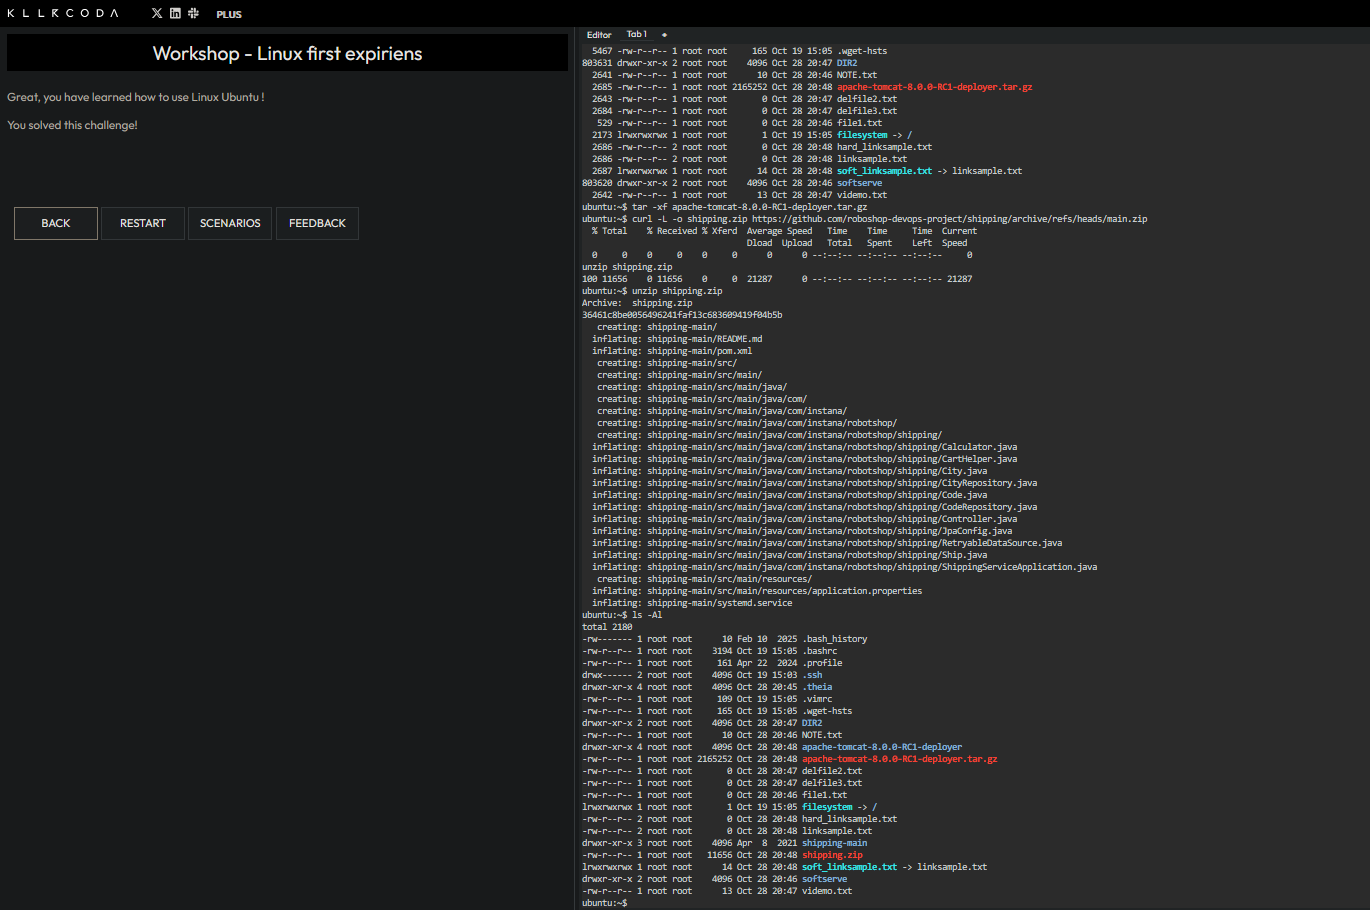 KLLRCODA
PLUS
Workshop - Linux first expiriens
Great, you have learned how to use Linux Ubuntu !
You solved this challenge!
BACK
RESTART
SCENARIOS
FEEDBACK
Editor Tab 1
5467 -rw-r--r-- 1 root root 165 Oct 19 15:05 .wget-hsts
803631 drwxr-xr-x 2 root root 4096 Oct 28 20:47 DIR2
2641 -rw-r--r-- 1 root root 10 Oct 28 20:46 NOTE.txt
2685 -rw-r--r-- 1 root root 2165252 Oct 28 20:48 apache-tomcat-8.0.0-RC1-deployer.tar.gz
2643 -rw-r--r-- 1 root root 0 Oct 28 20:47 delfile2.txt
2684 -rw-r--r-- 1 root root 0 Oct 28 20:47 delfile3.txt
529 -rw-r--r-- 1 root root 0 Oct 28 20:46 file1.txt
2173 lrwxrwxrwx 1 root root 1 Oct 19 15:05 filesystem -> /
2686 -rw-r--r-- 2 root root 0 Oct 28 20:48 hard_linksample.txt
2686 -rw-r--r-- 2 root root 0 Oct 28 20:48 linksample.txt
2687 lrwxrwxrwx 1 root root 14 Oct 28 20:48 soft_linksample.txt -> linksample.txt
803620 drwxr-xr-x 2 root root 4096 Oct 28 20:46 softserve
2642 -rw-r--r-- 1 root root 13 Oct 28 20:47 videmo.txt
ubuntu:~$ tar -xf apache-tomcat-8.0.0-RC1-deployer.tar.gz
ubuntu:~$ curl -L -o shipping.zip https://github.com/roboshop-devops-project/shipping/archive/refs/heads/main.zip
% Total % Received % Xferd Average Speed Time Time Time Current
Dload Upload Total Spent Left Speed
0 0 0 0 0 0 0 0 --:--:-- --:--:-- --:--:-- 0
unzip shipping.zip
100 11656 0 11656 0 0 21287 0 --:--:-- --:--:-- --:--:-- 21287
ubuntu:~$ unzip shipping.zip
Archive: shipping.zip
36461c8be0056496241faf13c683609419f04b5b
creating: shipping-main/
inflating: shipping-main/README.md
inflating: shipping-main/pom.xml
creating: shipping-main/src/
creating: shipping-main/src/main/
creating: shipping-main/src/main/java/
creating: shipping-main/src/main/java/com/
creating: shipping-main/src/main/java/com/instana/
creating: shipping-main/src/main/java/com/instana/robotshop/
creating: shipping-main/src/main/java/com/instana/robotshop/shipping/
inflating: shipping-main/src/main/java/com/instana/robotshop/shipping/Calculator.java
inflating: shipping-main/src/main/java/com/instana/robotshop/shipping/CartHelper.java
inflating: shipping-main/src/main/java/com/instana/robotshop/shipping/City.java
inflating: shipping-main/src/main/java/com/instana/robotshop/shipping/CityRepository.java
inflating: shipping-main/src/main/java/com/instana/robotshop/shipping/Code.java
inflating: shipping-main/src/main/java/com/instana/robotshop/shipping/CodeRepository.java
inflating: shipping-main/src/main/java/com/instana/robotshop/shipping/Controller.java
inflating: shipping-main/src/main/java/com/instana/robotshop/shipping/JpaConfig.java
inflating: shipping-main/src/main/java/com/instana/robotshop/shipping/RetryableDataSource.java
inflating: shipping-main/src/main/java/com/instana/robotshop/shipping/Ship.java
inflating: shipping-main/src/main/java/com/instana/robotshop/shipping/ShippingServiceApplication.java
creating: shipping-main/src/main/resources/
inflating: shipping-main/src/main/resources/application.properties
inflating: shipping-main/systemd.service
ubuntu:~$ ls -Al
total 2180
-rw------- 1 root root 10 Feb 10 2025 .bash_history
-rw-r--r-- 1 root root 3194 Oct 19 15:05 .bashrc
-rw-r--r-- 1 root root 161 Apr 22 2024 .profile
drwx------ 2 root root 4096 Oct 19 15:03 .ssh
drwxr-xr-x 4 root root 4096 Oct 28 20:45 .theia
-rw-r--r-- 1 root root 109 Oct 19 15:05 .vimrc
-rw-r--r-- 1 root root 165 Oct 19 15:05 .wget-hsts
drwxr-xr-x 2 root root 4096 Oct 28 20:47 DIR2
-rw-r--r-- 1 root root 10 Oct 28 20:46 NOTE.txt
drwxr-xr-x 4 root root 4096 Oct 28 20:48 apache-tomcat-8.0.0-RC1-deployer
-rw-r--r-- 1 root root 2165252 Oct 28 20:48 apache-tomcat-8.0.0-RC1-deployer.tar.gz
-rw-r--r-- 1 root root 0 Oct 28 20:47 delfile2.txt
-rw-r--r-- 1 root root 0 Oct 28 20:47 delfile3.txt
-rw-r--r-- 1 root root 0 Oct 28 20:46 file1.txt
lrwxrwxrwx 1 root root 1 Oct 19 15:05 filesystem -> /
-rw-r--r-- 2 root root 0 Oct 28 20:48 hard_linksample.txt
-rw-r--r-- 2 root root 0 Oct 28 20:48 linksample.txt
drwxr-xr-x 3 root root 4096 Apr 8 2021 shipping-main
-rw-r--r-- 1 root root 11656 Oct 28 20:48 shipping.zip
lrwxrwxrwx 1 root root 14 Oct 28 20:48 soft_linksample.txt -> linksample.txt
drwxr-xr-x 2 root root 4096 Oct 28 20:46 softserve
-rw-r--r-- 1 root root 13 Oct 28 20:47 videmo.txt
ubuntu:~$